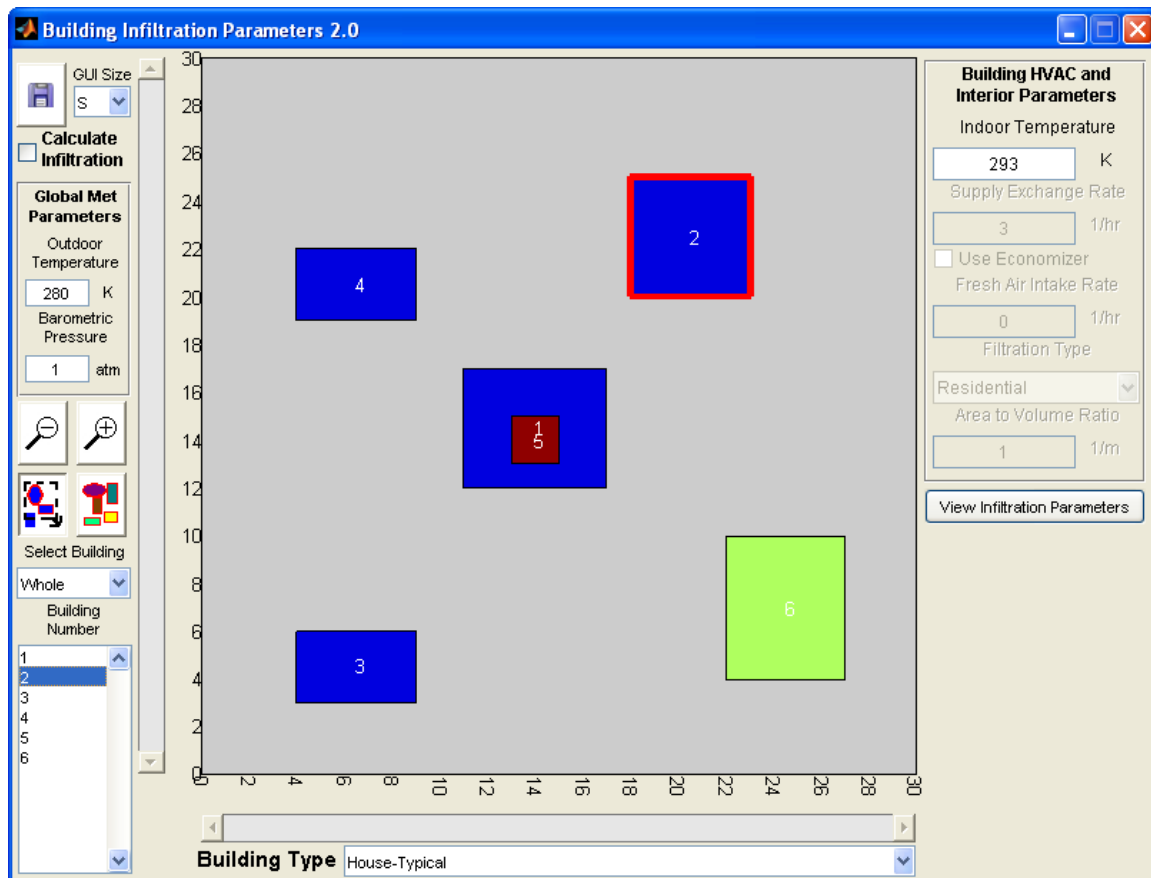 Building Infiltration Parameters 2.0
GUI Size
S
Calculate
Infiltration
Global Met
Parameters
Outdoor
Temperature
280 K
Barometric
Pressure
1 atm
Select Building
Whole
Building
Number
1
2
3
4
5
6
30
28
26
24
22
20
18
16
14
12
10
8
6
4
2
0
2
4
1
5
6
3
0 2 4 6 8 10 12 14 16 18 20 22 24 26 28 30
Building Type House-Typical
Building HVAC and
Interior Parameters
Indoor Temperature
293 K
Supply Exchange Rate
3 1/hr
Use Economizer
Fresh Air Intake Rate
0 1/hr
Filtration Type
Residential
Area to Volume Ratio
1 1/m
View Infiltration Parameters